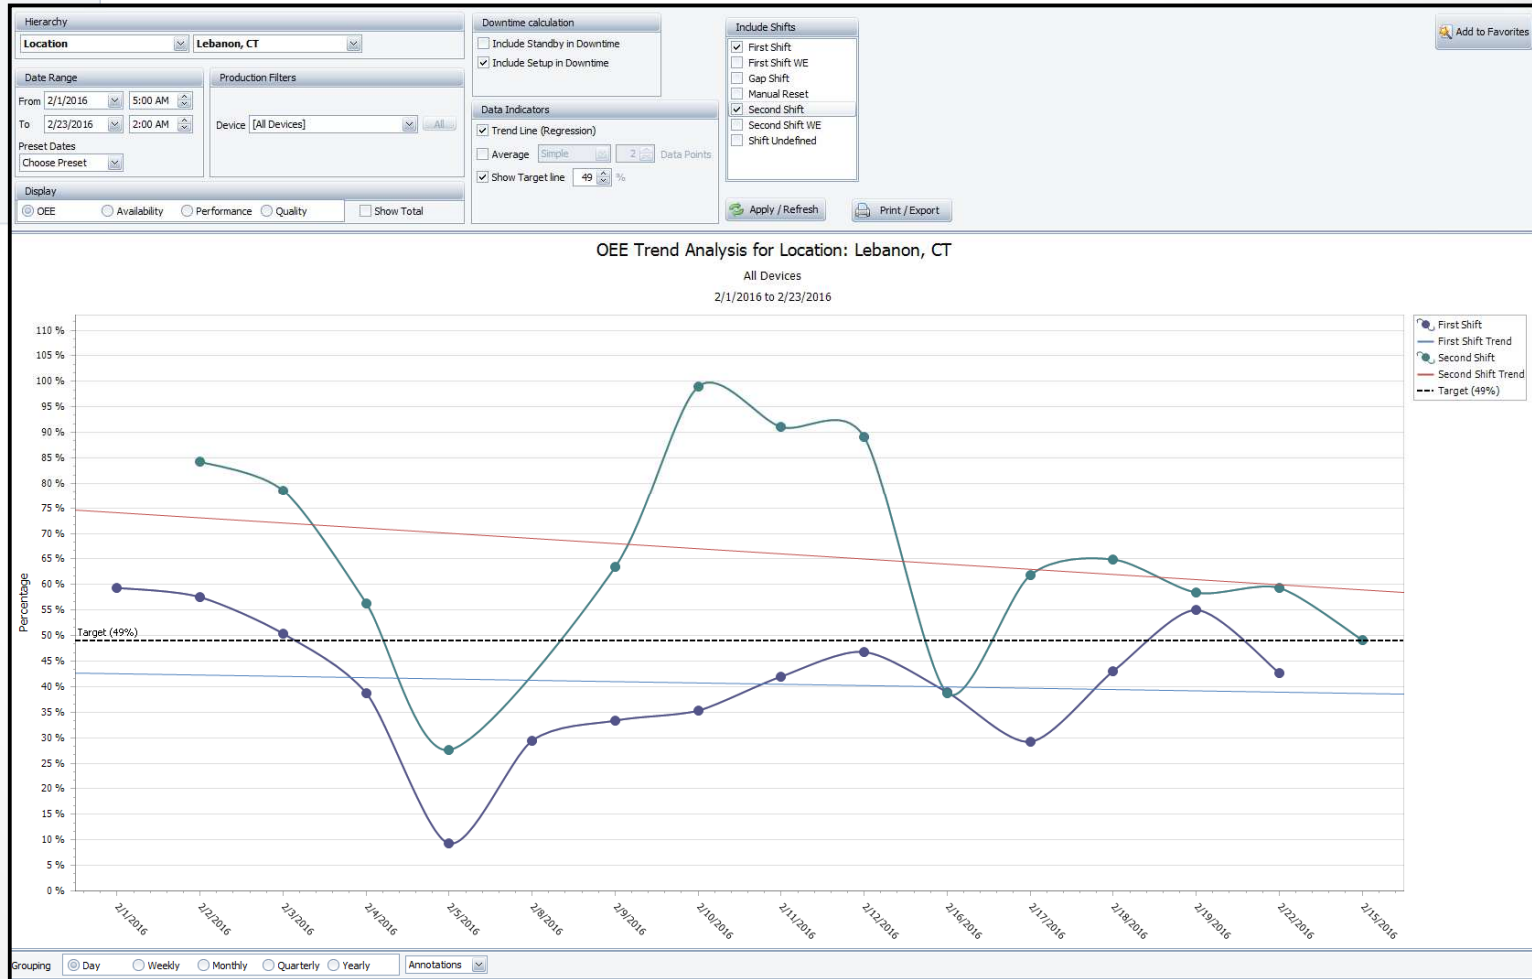 Hierarchy
Location Lebanon, CT
Date Range
From 2/1/2016 5:00 AM
To 2/23/2016 2:00 AM
Preset Dates
Choose Preset
Production Filters
Device [All Devices] All
Display
OEE Availability Performance Quality Show Total
Downtime calculation
Include Standby in Downtime
Include Setup in Downtime
Data Indicators
Trend Line (Regression)
Average Simple 2 Data Points
Show Target line 49 %
Include Shifts
First Shift
First Shift WE
Gap Shift
Manual Reset
Second Shift
Second Shift WE
Shift Undefined
Apply / Refresh Print / Export
Add to Favorites
OEE Trend Analysis for Location: Lebanon, CT
All Devices
2/1/2016 to 2/23/2016
Percentage
110 %
105 %
100 %
95 %
90 %
85 %
80 %
75 %
70 %
65 %
60 %
55 %
50 %
45 %
40 %
35 %
30 %
25 %
20 %
15 %
10 %
5 %
0 %
Target (49%)
First Shift
First Shift Trend
Second Shift
Second Shift Trend
Target (49%)
2/1/2016 2/2/2016 2/3/2016 2/4/2016 2/5/2016 2/8/2016 2/9/2016 2/10/2016 2/11/2016 2/12/2016 2/16/2016 2/17/2016 2/18/2016 2/19/2016 2/22/2016 2/15/2016
Grouping Day Weekly Monthly Quarterly Yearly Annotations